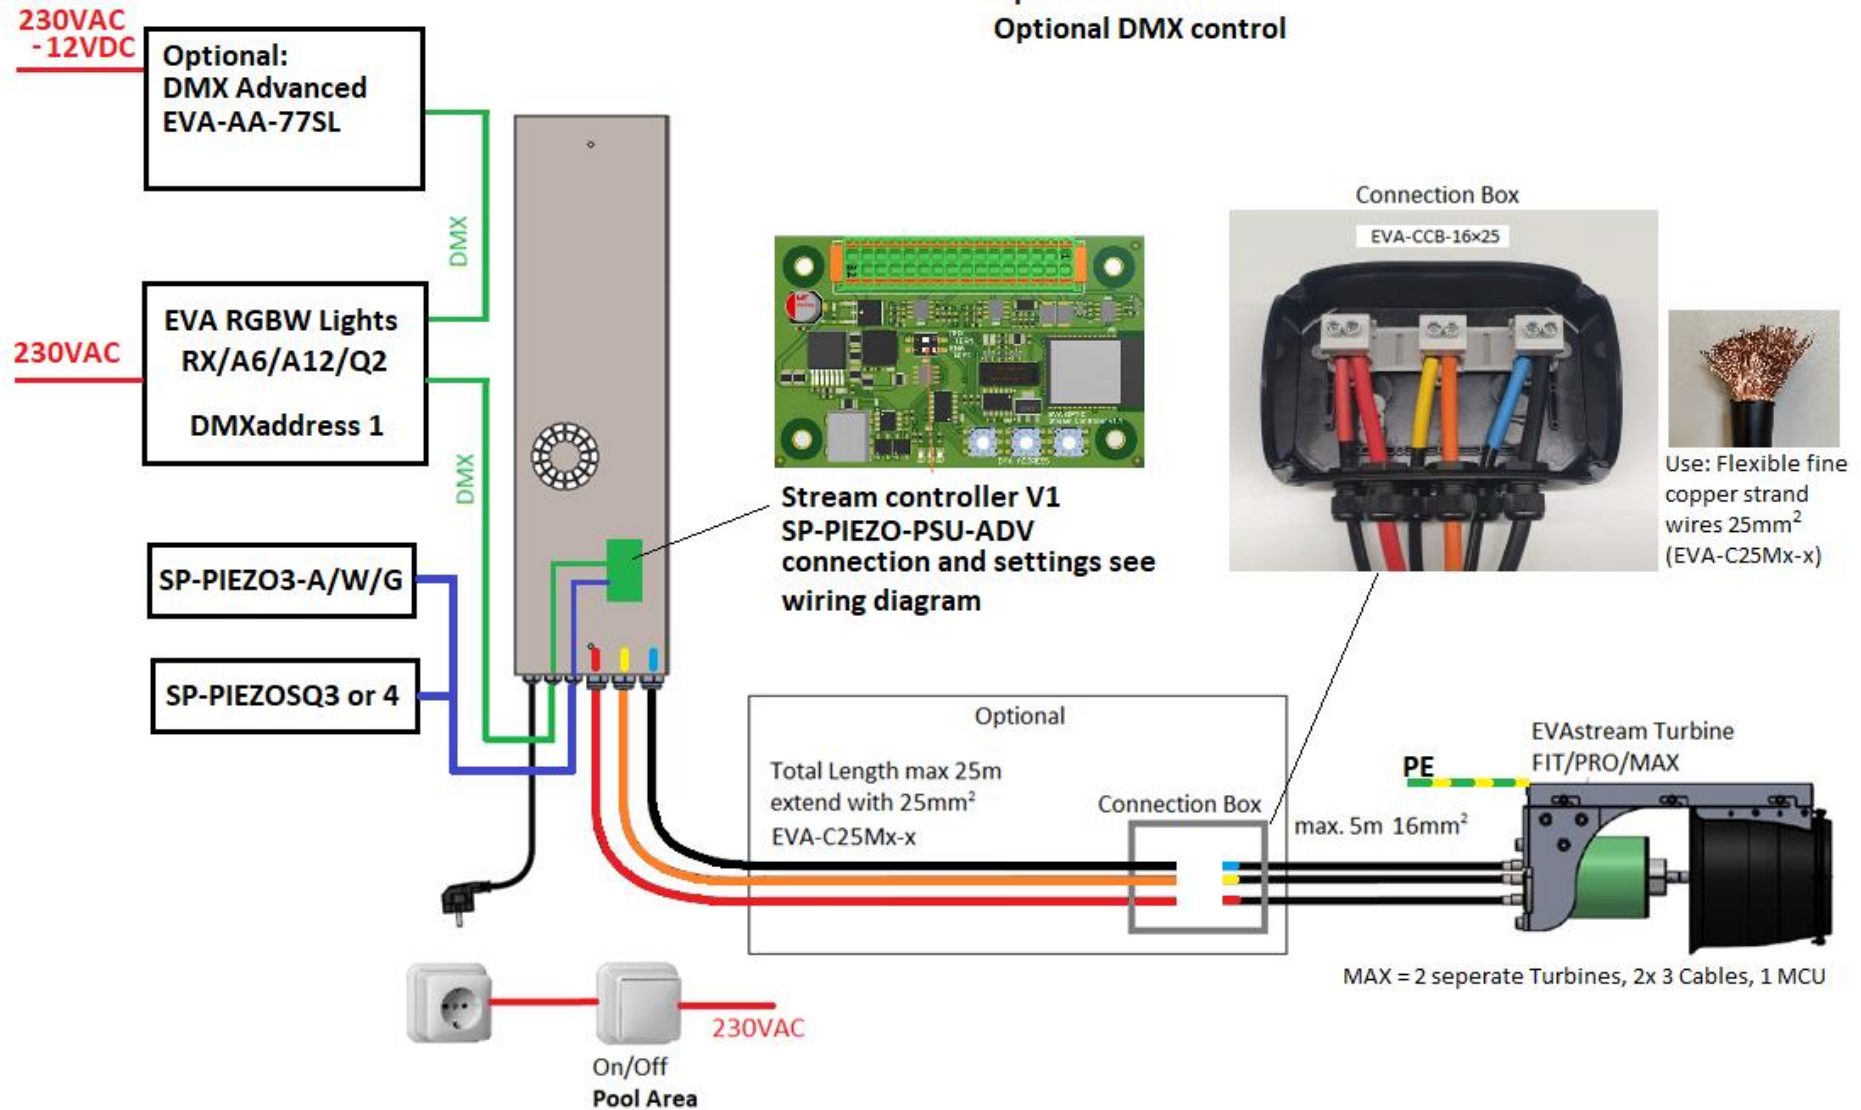 Optional DMX control
230VAC
-12VDC
Optional:
DMX Advanced
EVA-AA-77SL
DMX
EVA RGBW Lights
RX/A6/A12/Q2
DMXaddress 1
230VAC
DMX
SP-PIEZO3-A/W/G
SP-PIEZOSQ3 or 4
Stream controller V1
SP-PIEZO-PSU-ADV
connection and settings see
wiring diagram
DMX ADDRESS
Connection Box
EVA-CCB-16×25
Use: Flexible fine
copper strand
wires 25mm²
(EVA-C25Mx-x)
Optional
Total Length max 25m
extend with 25mm²
EVA-C25Mx-x
Connection Box
max. 5m 16mm²
PE
EVAstream Turbine
FIT/PRO/MAX
MAX = 2 seperate Turbines, 2x 3 Cables, 1 MCU
230VAC
On/Off
Pool Area